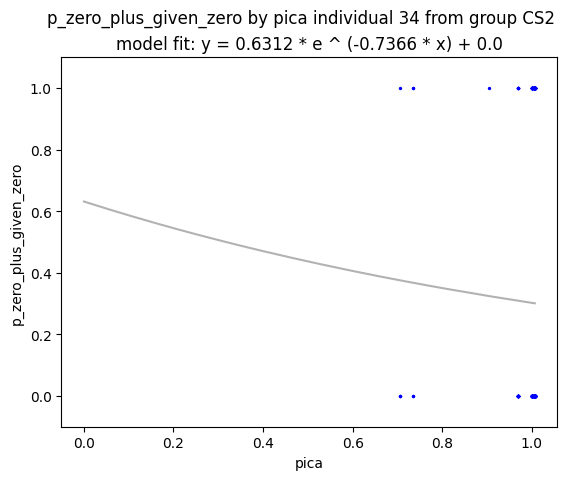 p_zero_plus_given_zero by pica individual 34 from group CS2
model fit: y = 0.6312 * e ^ (-0.7366 * x) + 0.0
1.0
0.8
0.6
0.4
0.2
0.0
p_zero_plus_given_zero
0.0 0.2 0.4 0.6 0.8 1.0
pica